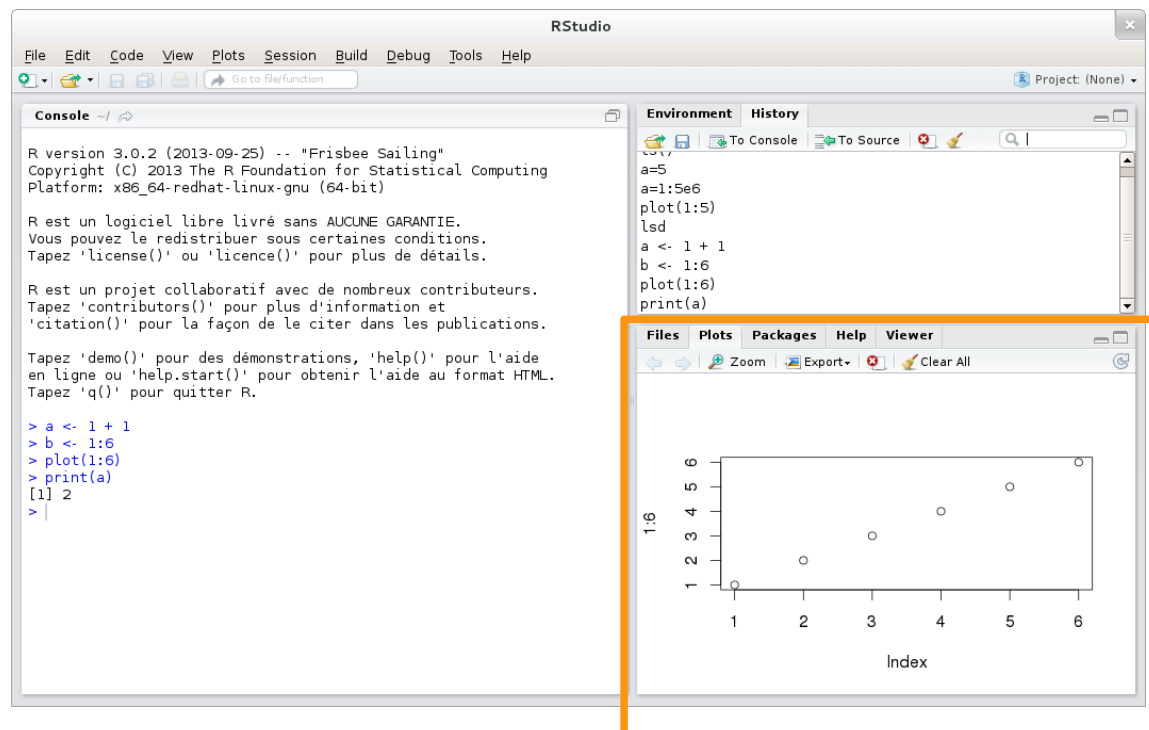 RStudio
File Edit Code View Plots Session Build Debug Tools Help
Go to file/function
Project: (None)
Console ~/
R version 3.0.2 (2013-09-25) -- "Frisbee Sailing"
Copyright (C) 2013 The R Foundation for Statistical Computing
Platform: x86_64-redhat-linux-gnu (64-bit)
R est un logiciel libre livré sans AUCUNE GARANTIE.
Vous pouvez le redistribuer sous certaines conditions.
Tapez 'license()' ou 'licence()' pour plus de détails.
R est un projet collaboratif avec de nombreux contributeurs.
Tapez 'contributors()' pour plus d'information et
'citation()' pour la façon de le citer dans les publications.
Tapez 'demo()' pour des démonstrations, 'help()' pour l'aide
en ligne ou 'help.start()' pour obtenir l'aide au format HTML.
Tapez 'q()' pour quitter R.
> a <- 1 + 1
> b <- 1:6
> plot(1:6)
> print(a)
[1] 2
>
Environment History
To Console To Source
a=5
a=1:5e6
plot(1:5)
lsd
a <- 1 + 1
b <- 1:6
plot(1:6)
print(a)
Files Plots Packages Help Viewer
Zoom Export Clear All
1:6
6
5
4
3
2
1
1 2 3 4 5 6
Index